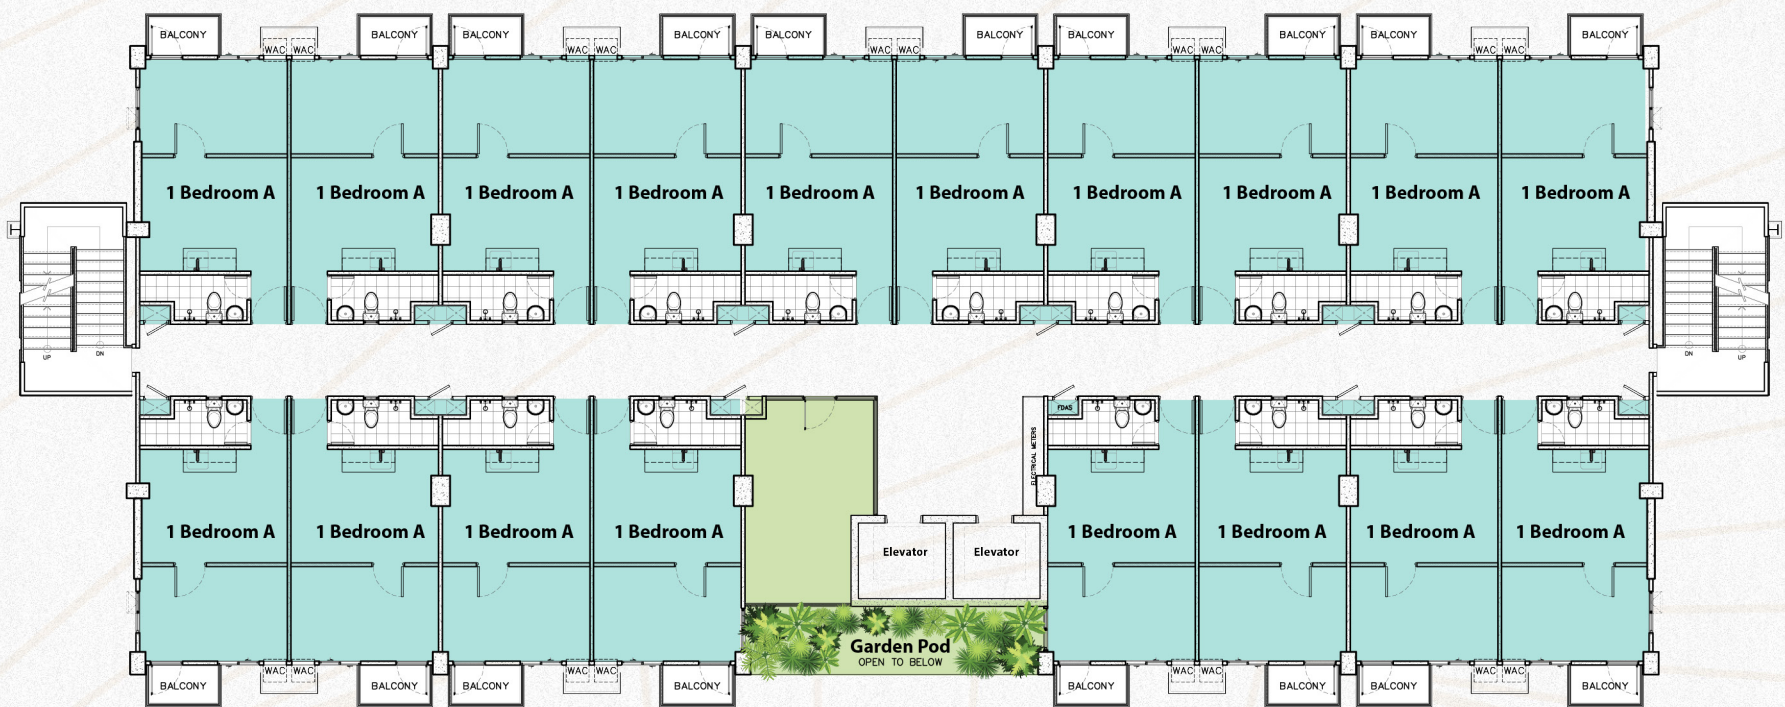 BALCONY BALCONY BALCONY BALCONY BALCONY BALCONY BALCONY BALCONY BALCONY BALCONY
WAC WAC WAC WAC WAC WAC WAC WAC WAC WAC
1 Bedroom A 1 Bedroom A 1 Bedroom A 1 Bedroom A 1 Bedroom A 1 Bedroom A 1 Bedroom A 1 Bedroom A 1 Bedroom A 1 Bedroom A
UP DN DN UP
FDAS
ELECTRICAL METERS
1 Bedroom A 1 Bedroom A 1 Bedroom A 1 Bedroom A 1 Bedroom A 1 Bedroom A 1 Bedroom A 1 Bedroom A
Elevator Elevator
Garden Pod
OPEN TO BELOW
WAC WAC WAC WAC WAC WAC WAC WAC
BALCONY BALCONY BALCONY BALCONY BALCONY BALCONY BALCONY BALCONY